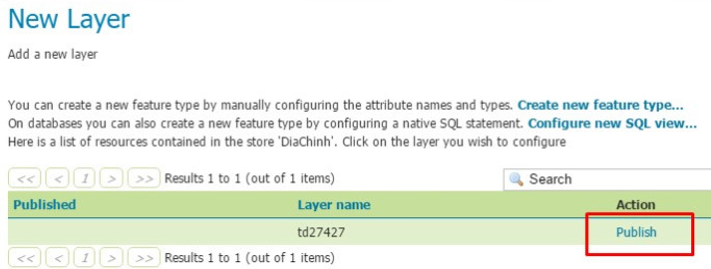 New Layer
Add a new layer
You can create a new feature type by manually configuring the attribute names and types. Create new feature type...
On databases you can also create a new feature type by configuring a native SQL statement. Configure new SQL view...
Here is a list of resources contained in the store 'DiaChinh'. Click on the layer you wish to configure
<< < 1 > >> Results 1 to 1 (out of 1 items) Search
Published Layer name Action
td27427 Publish
<< < 1 > >> Results 1 to 1 (out of 1 items)